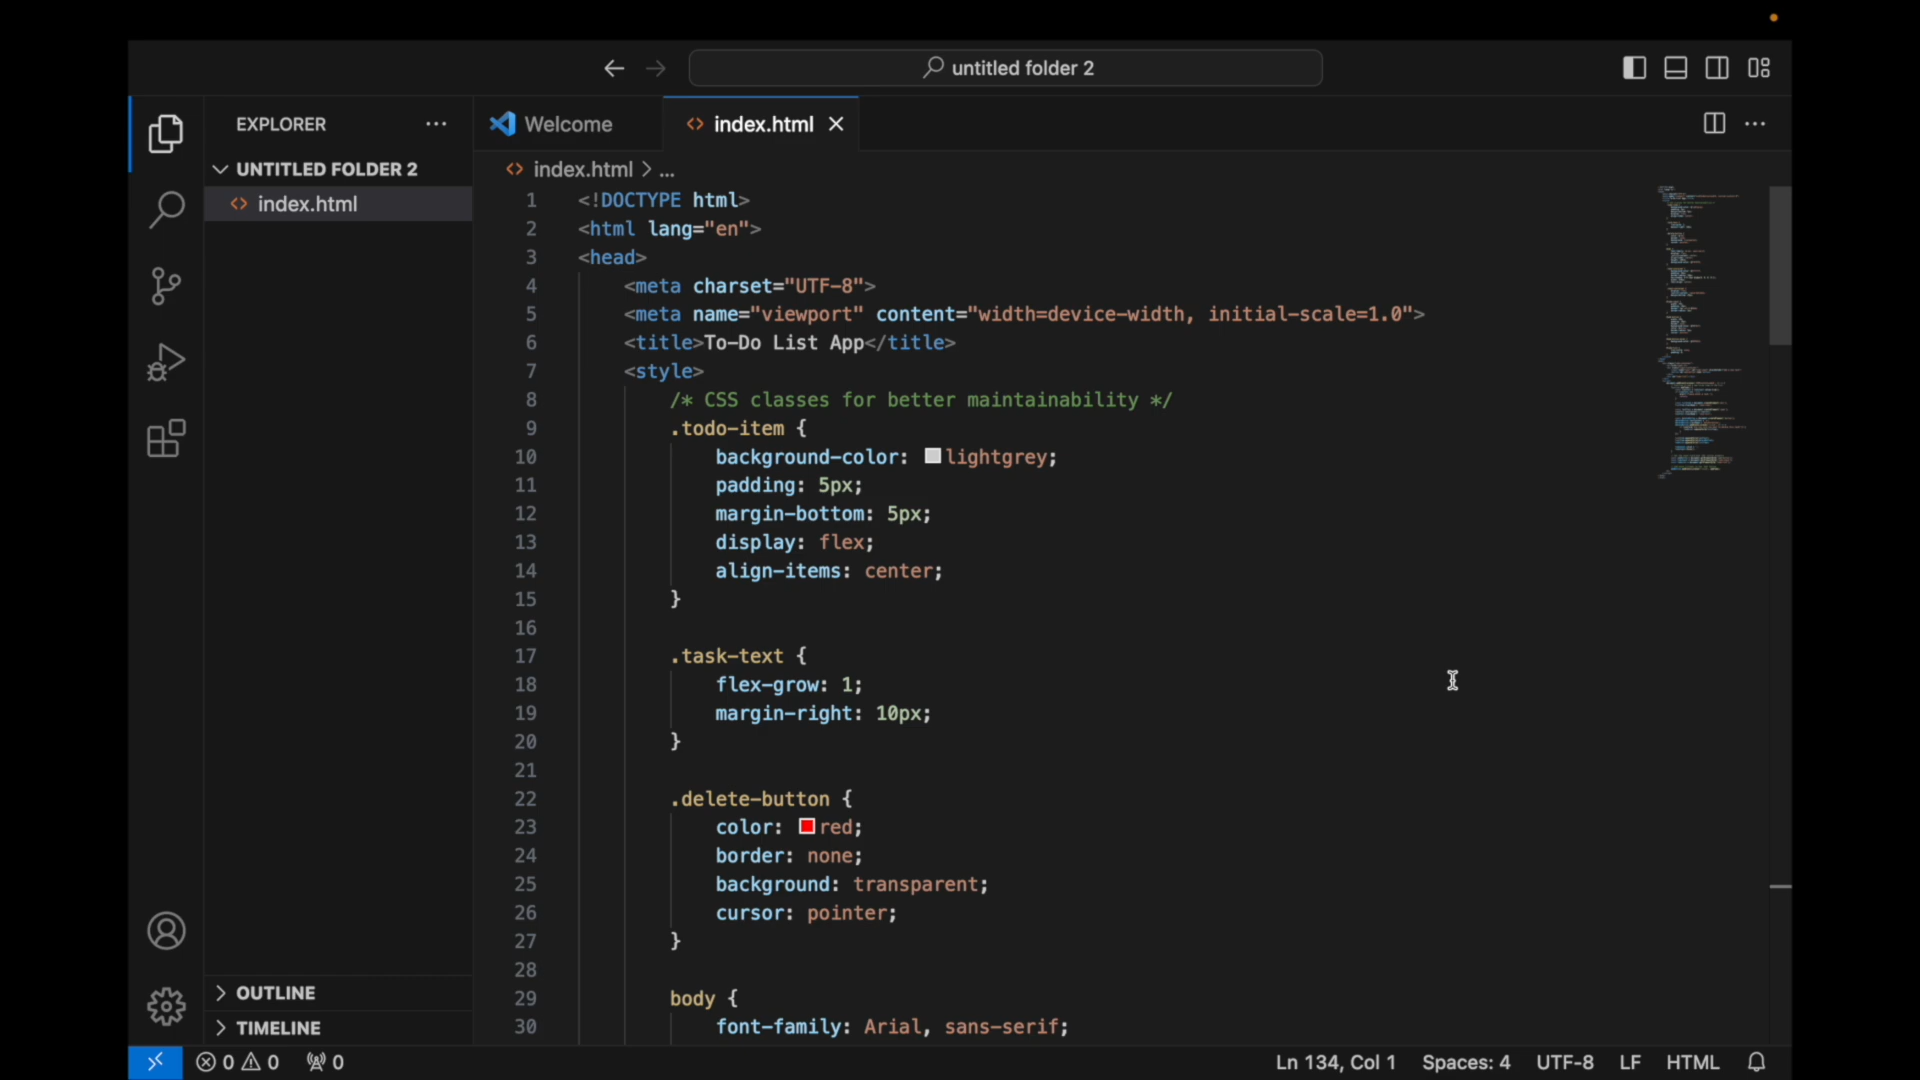 untitled folder 2
EXPLORER
Welcome
index.html
UNTITLED FOLDER 2
index.html > ...
index.html
1 <!DOCTYPE html>
2 <html lang="en">
3 <head>
4 <meta charset="UTF-8">
5 <meta name="viewport" content="width=device-width, initial-scale=1.0">
6 <title>To-Do List App</title>
7 <style>
8 /* CSS classes for better maintainability */
9 .todo-item {
10 background-color: lightgrey;
11 padding: 5px;
12 margin-bottom: 5px;
13 display: flex;
14 align-items: center;
15 }
16
17 .task-text {
18 flex-grow: 1;
19 margin-right: 10px;
20 }
21
22 .delete-button {
23 color: red;
24 border: none;
25 background: transparent;
26 cursor: pointer;
27 }
28
29 body {
30 font-family: Arial, sans-serif;
OUTLINE
TIMELINE
0 0 0
Ln 134, Col 1 Spaces: 4 UTF-8 LF HTML